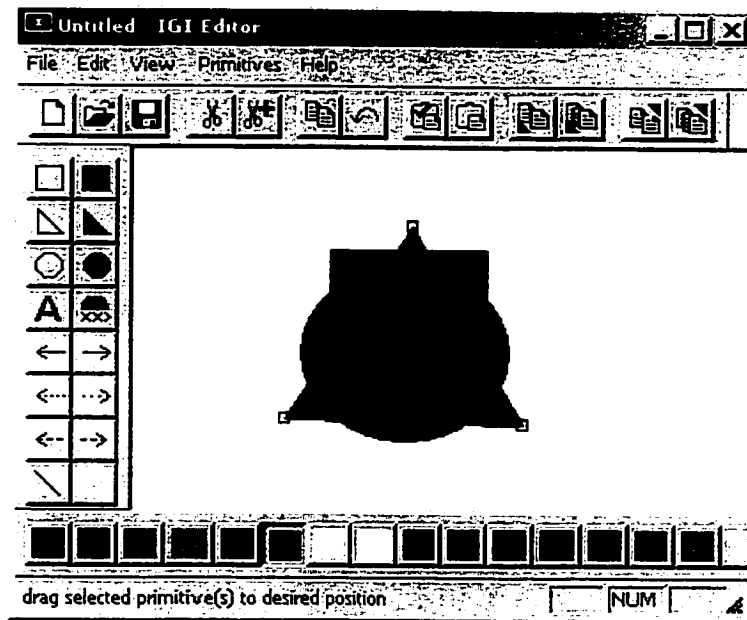 Untitled IGI Editor
File Edit View Primitives Help
A
drag selected primitive(s) to desired position NUM